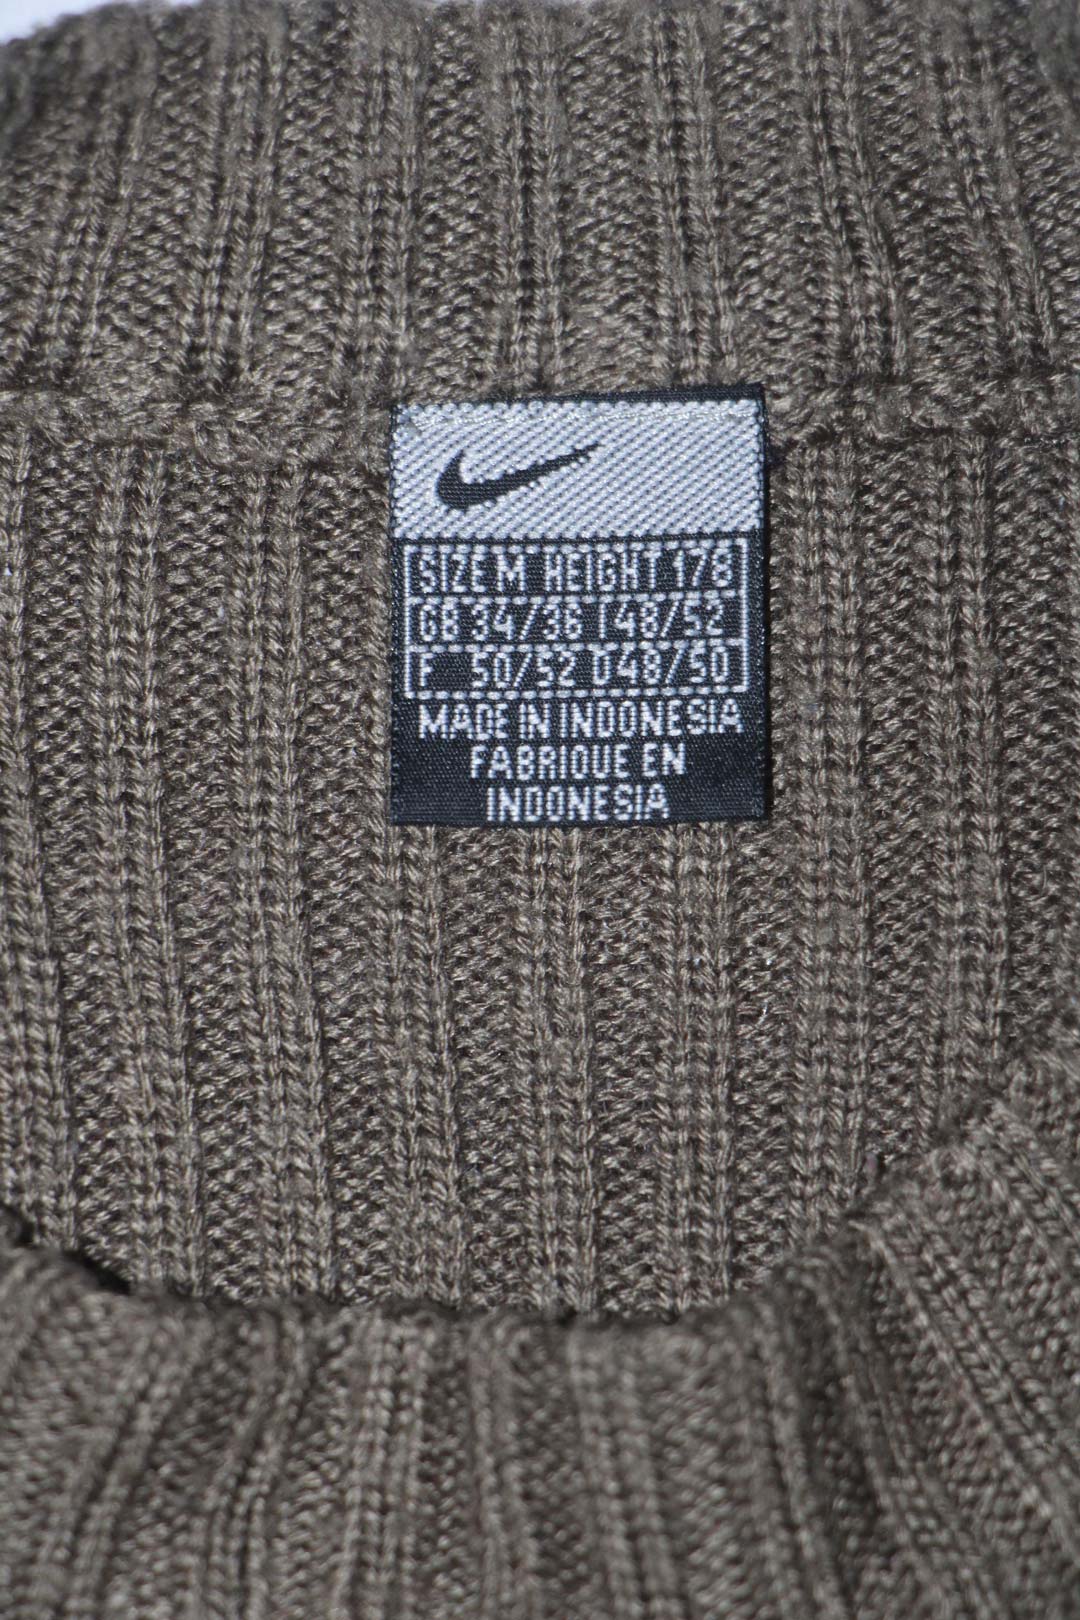 SIZE M HEIGHT 178
GB 34/36 I 48/52
F 50/52 D 48/50
MADE IN INDONESIA
FABRIQUE EN
INDONESIA